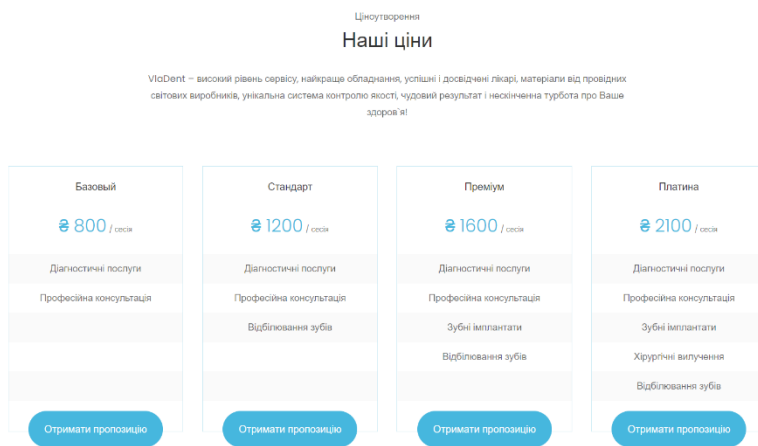 Ціноутворення
Наші ціни
VlaDent – високий рівень сервісу, найкраще обладнання, успішні і досвідчені лікарі, матеріали від провідних
світових виробників, унікальна система контролю якості, чудовий результат і нескінченна турбота про Ваше
здоров`я!
Базовый
₴ 800 / сесія
Діагностичні послуги
Професійна консультація
Отримати пропозицію
Стандарт
₴ 1200 / сесія
Діагностичні послуги
Професійна консультація
Відбілювання зубів
Отримати пропозицію
Преміум
₴ 1600 / сесія
Діагностичні послуги
Професійна консультація
Зубні імплантати
Відбілювання зубів
Отримати пропозицію
Платина
₴ 2100 / сесія
Діагностичні послуги
Професійна консультація
Зубні імплантати
Хірургічні вилучення
Відбілювання зубів
Отримати пропозицію